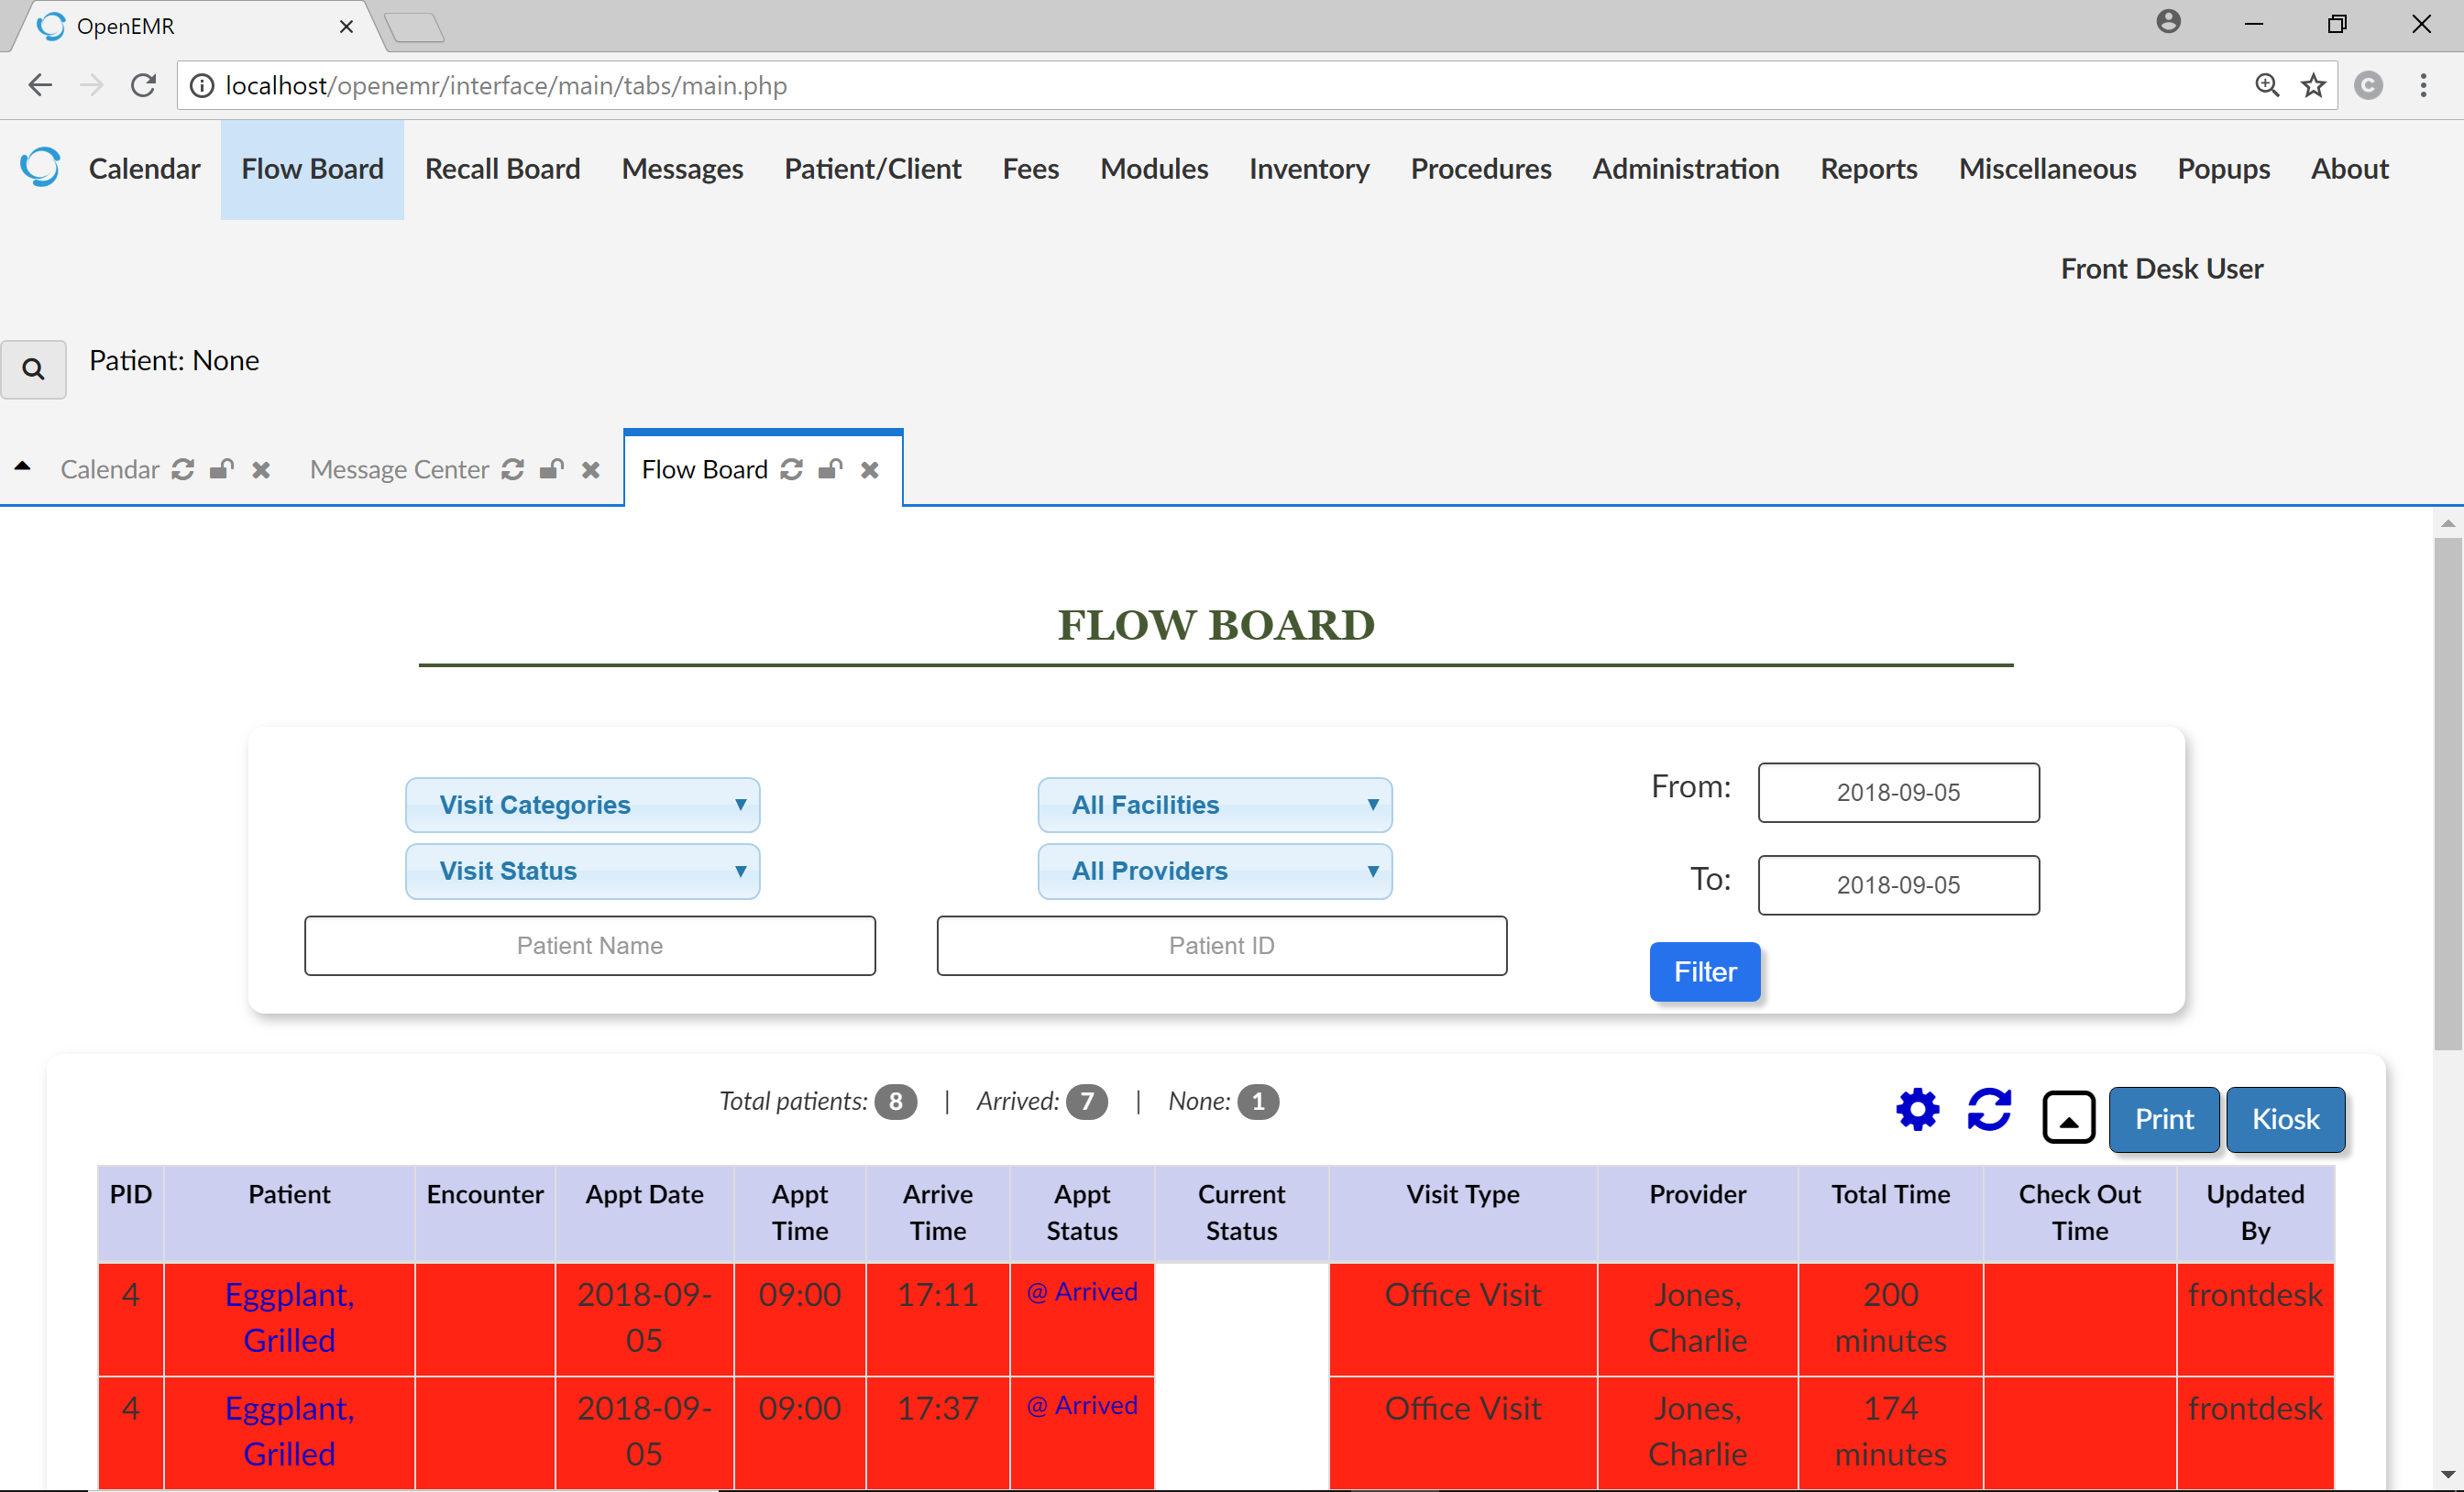 OpenEMR
localhost/openemr/interface/main/tabs/main.php
Calendar Flow Board Recall Board Messages Patient/Client Fees Modules Inventory Procedures Administration Reports Miscellaneous Popups About
Front Desk User
Patient: None
Calendar Message Center Flow Board
FLOW BOARD
Visit Categories All Facilities From: 2018-09-05
Visit Status All Providers To: 2018-09-05
Patient Name Patient ID
Filter
Total patients: 8 | Arrived: 7 | None: 1
Print Kiosk
PID Patient Encounter Appt Date Appt Time Arrive Time Appt Status Current Status Visit Type Provider Total Time Check Out Time Updated By
4 Eggplant, Grilled 2018-09-05 09:00 17:11 @ Arrived Office Visit Jones, Charlie 200 minutes frontdesk
4 Eggplant, Grilled 2018-09-05 09:00 17:37 @ Arrived Office Visit Jones, Charlie 174 minutes frontdesk